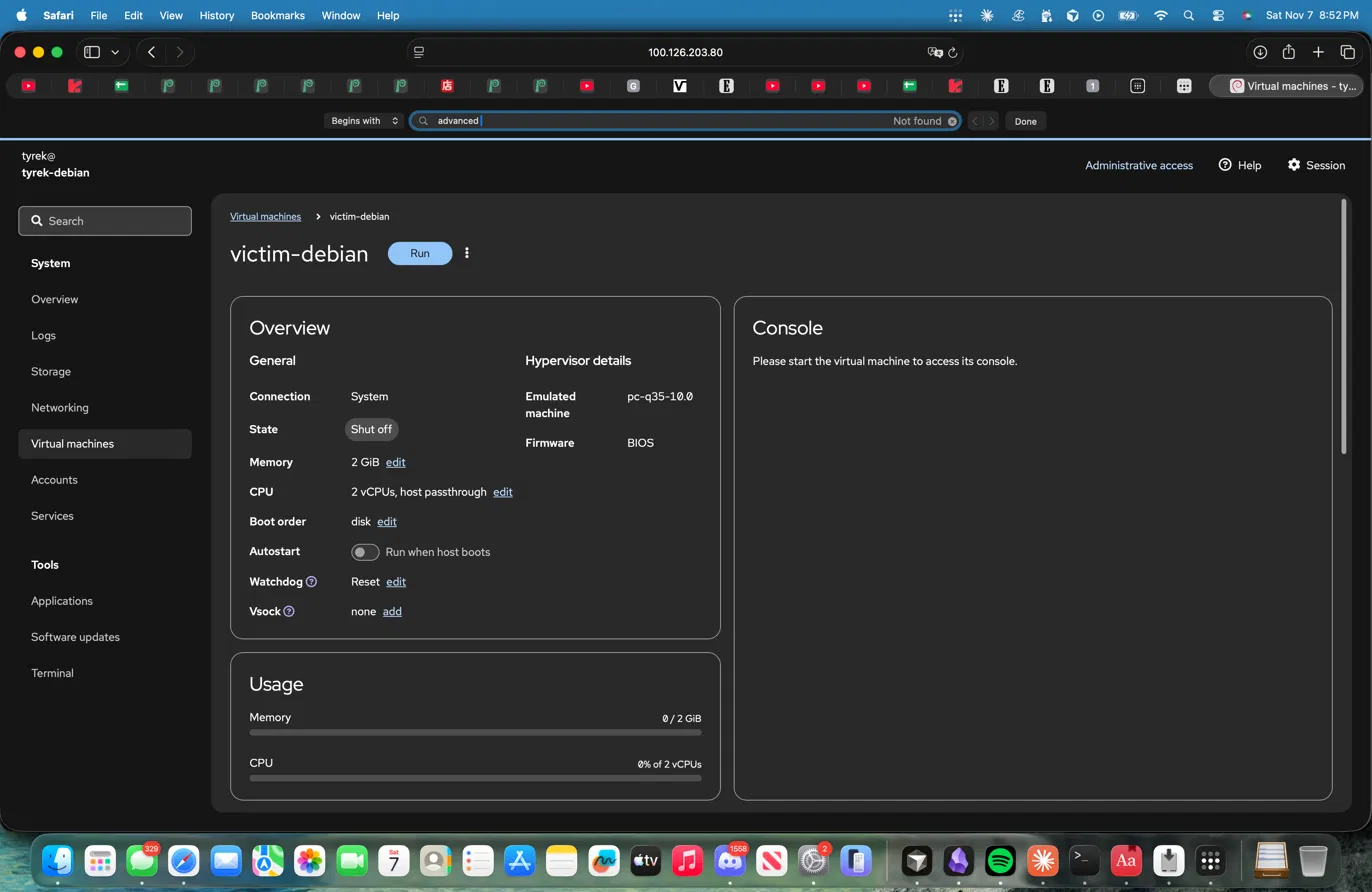 Safari File Edit View History Bookmarks Window Help Sat Nov 7 8:52 PM
100.126.203.80
Virtual machines - ty...
Begins with advanced Not found Done
tyrek@
tyrek-debian
Administrative access Help Session
Search
System
Overview
Logs
Storage
Networking
Virtual machines
Accounts
Services
Tools
Applications
Software updates
Terminal
Virtual machines > victim-debian
victim-debian Run
Overview
General
Connection System
State Shut off
Memory 2 GiB edit
CPU 2 vCPUs, host passthrough edit
Boot order disk edit
Autostart Run when host boots
Watchdog Reset edit
Vsock none add
Hypervisor details
Emulated machine pc-q35-10.0
Firmware BIOS
Usage
Memory 0 / 2 GiB
CPU 0% of 2 vCPUs
Console
Please start the virtual machine to access its console.
329
Sat
7
tv
1558
2
Aa